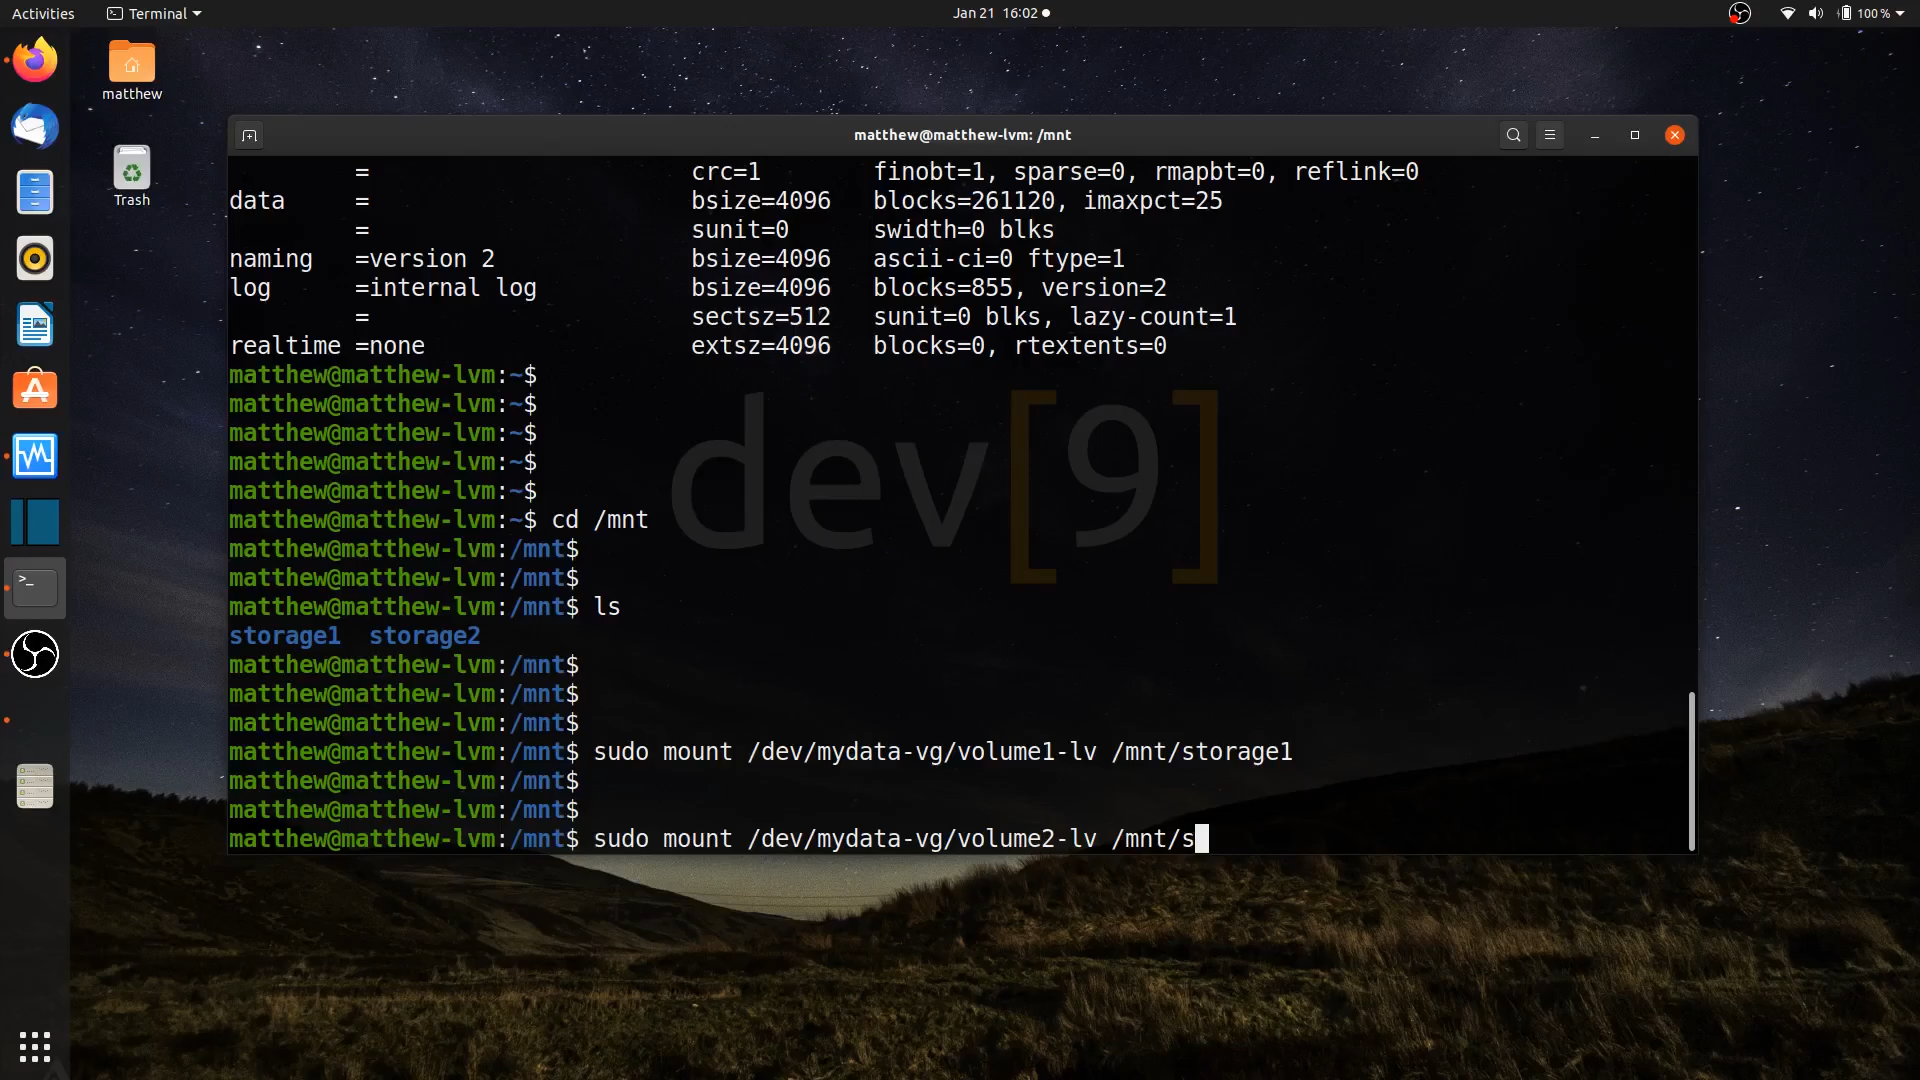 Activities Terminal Jan 21 16:02 100 %
matthew
Trash
matthew@matthew-lvm: /mnt
= crc=1 finobt=1, sparse=0, rmapbt=0, reflink=0
data = bsize=4096 blocks=261120, imaxpct=25
= sunit=0 swidth=0 blks
naming =version 2 bsize=4096 ascii-ci=0 ftype=1
log =internal log bsize=4096 blocks=855, version=2
= sectsz=512 sunit=0 blks, lazy-count=1
realtime =none extsz=4096 blocks=0, rtextents=0
matthew@matthew-lvm:~$
matthew@matthew-lvm:~$
matthew@matthew-lvm:~$
matthew@matthew-lvm:~$
matthew@matthew-lvm:~$
matthew@matthew-lvm:~$ cd /mnt
matthew@matthew-lvm:/mnt$
matthew@matthew-lvm:/mnt$
matthew@matthew-lvm:/mnt$ ls
storage1 storage2
matthew@matthew-lvm:/mnt$
matthew@matthew-lvm:/mnt$
matthew@matthew-lvm:/mnt$
matthew@matthew-lvm:/mnt$ sudo mount /dev/mydata-vg/volume1-lv /mnt/storage1
matthew@matthew-lvm:/mnt$
matthew@matthew-lvm:/mnt$
matthew@matthew-lvm:/mnt$ sudo mount /dev/mydata-vg/volume2-lv /mnt/s
dev[9]